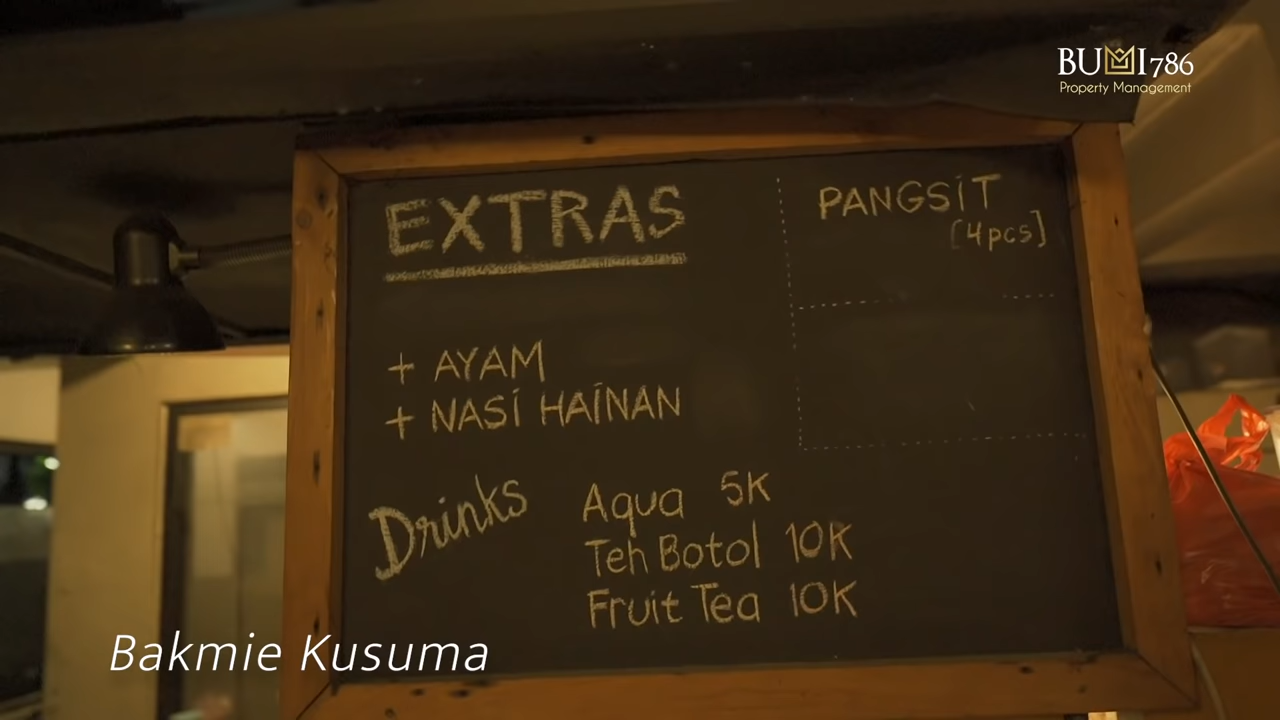 BUMI786
Property Management
EXTRAS
+ AYAM
+ NASI HAINAN
PANGSIT
[4pcs]
Drinks
Aqua 5K
Teh Botol 10K
Fruit Tea 10K
Bakmie Kusuma